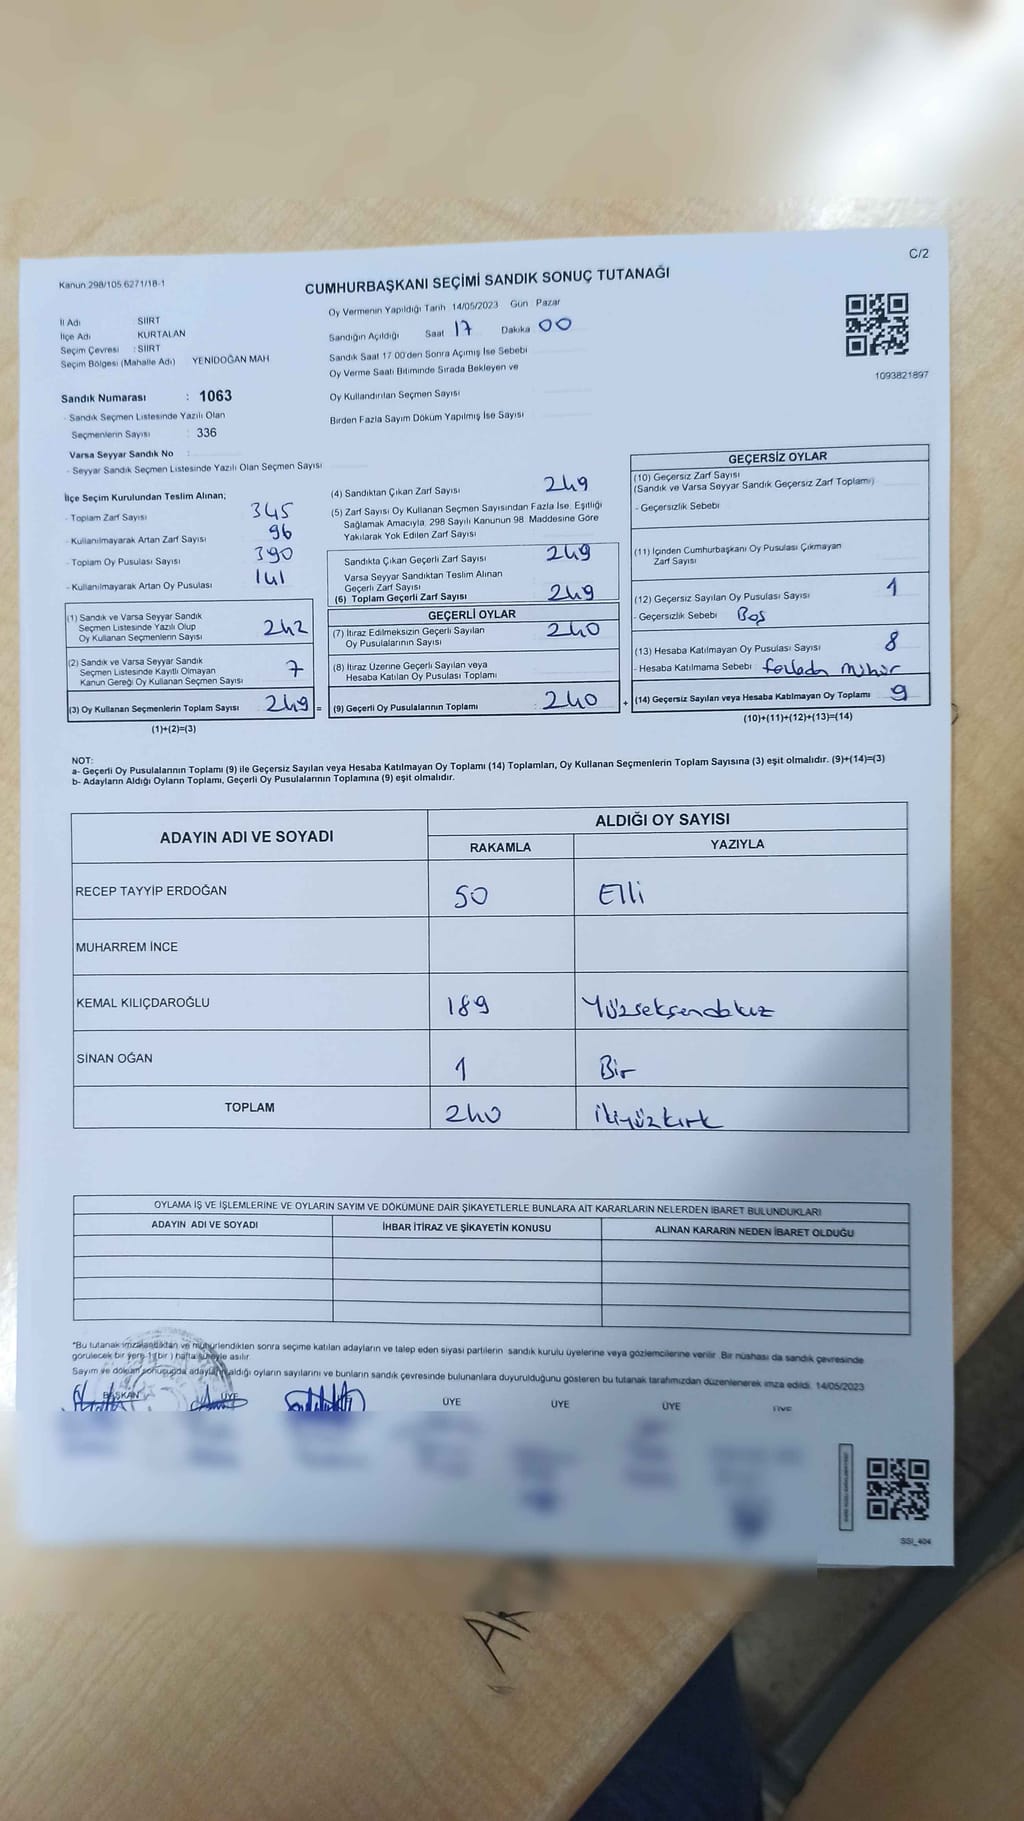 C/2
Kanun 298/105 6271/18-1
CUMHURBAŞKANI SEÇİMİ SANDIK SONUÇ TUTANAĞI
İl Adı SİİRT
İlçe Adı KURTALAN
Seçim Çevresi : SİİRT
Seçim Bölgesi (Mahalle Adı) YENİDOĞAN MAH
Sandık Numarası : 1063
- Sandık Seçmen Listesinde Yazılı Olan
Seçmenlerin Sayısı : 336
Varsa Seyyar Sandık No :
- Seyyar Sandık Seçmen Listesinde Yazılı Olan Seçmen Sayısı
Oy Vermenin Yapıldığı Tarih 14/05/2023 Gün Pazar
Sandığın Açıldığı Saat 17 Dakika 00
Sandık Saat 17 00'den Sonra Açımış İse Sebebi
Oy Verme Saati Bitiminde Sırada Bekleyen ve
Oy Kullandırılan Seçmen Sayısı
Birden Fazla Sayım Döküm Yapılmış İse Sayısı
1093821897
İlçe Seçim Kurulundan Teslim Alınan;
- Toplam Zarf Sayısı 345
- Kullanılmayarak Artan Zarf Sayısı 96
- Toplam Oy Pusulası Sayısı 390
- Kullanılmayarak Artan Oy Pusulası 141
(1) Sandık ve Varsa Seyyar Sandık
Seçmen Listesinde Yazılı Olup
Oy Kullanan Seçmenlerin Sayısı 242
(2) Sandık ve Varsa Seyyar Sandık
Seçmen Listesinde Kayıtlı Olmayan
Kanun Gereği Oy Kullanan Seçmen Sayısı 7
(3) Oy Kullanan Seçmenlerin Toplam Sayısı 249 =
(1)+(2)=(3)
(4) Sandıktan Çıkan Zarf Sayısı 249
(5) Zarf Sayısı Oy Kullanan Seçmen Sayısından Fazla İse, Eşitliği
Sağlamak Amacıyla, 298 Sayılı Kanunun 98. Maddesine Göre
Yakılarak Yok Edilen Zarf Sayısı
Sandıkta Çıkan Geçerli Zarf Sayısı 249
Varsa Seyyar Sandıktan Teslim Alınan
Geçerli Zarf Sayısı
(6) Toplam Geçerli Zarf Sayısı 249
GEÇERLİ OYLAR
(7) İtiraz Edilmeksizin Geçerli Sayılan
Oy Pusulalarının Sayısı 240
(8) İtiraz Üzerine Geçerli Sayılan veya
Hesaba Katılan Oy Pusulası Toplamı
(9) Geçerli Oy Pusulalarının Toplamı : 240 +
GEÇERSİZ OYLAR
(10) Geçersiz Zarf Sayısı
(Sandık ve Varsa Seyyar Sandık Geçersiz Zarf Toplamı)
- Geçersizlik Sebebi
(11) İçinden Cumhurbaşkanı Oy Pusulası Çıkmayan
Zarf Sayısı
(12) Geçersiz Sayılan Oy Pusulası Sayısı 1
- Geçersizlik Sebebi Boş
(13) Hesaba Katılmayan Oy Pusulası Sayısı 8
- Hesaba Katılmama Sebebi fazlada mühür
(14) Geçersiz Sayılan veya Hesaba Katılmayan Oy Toplamı 9
(10)+(11)+(12)+(13)=(14)
NOT:
a- Geçerli Oy Pusulalarının Toplamı (9) ile Geçersiz Sayılan veya Hesaba Katılmayan Oy Toplamı (14) Toplamları, Oy Kullanan Seçmenlerin Toplam Sayısına (3) eşit olmalıdır. (9)+(14)=(3)
b- Adayların Aldığı Oyların Toplamı, Geçerli Oy Pusulalarının Toplamına (9) eşit olmalıdır.
ADAYIN ADI VE SOYADI
ALDIĞI OY SAYISI
RAKAMLA YAZIYLA
RECEP TAYYİP ERDOĞAN 50 Elli
MUHARREM İNCE
KEMAL KILIÇDAROĞLU 189 Yüzseksendokuz
SİNAN OĞAN 1 Bir
TOPLAM 240 ikiyüzkırk
OYLAMA İŞ VE İŞLEMLERİNE VE OYLARIN SAYIM VE DÖKÜMÜNE DAİR ŞİKAYETLERLE BUNLARA AİT KARARLARIN NELERDEN İBARET BULUNDUKLARI
ADAYIN ADI VE SOYADI İHBAR İTİRAZ VE ŞİKAYETİN KONUSU ALINAN KARARIN NEDEN İBARET OLDUĞU
*Bu tutanak imzalandıktan ve mühürlendikten sonra seçime katılan adayların ve talep eden siyasi partilerin sandık kurulu üyelerine veya gözlemcilerine verilir. Bir nüshası da sandık çevresinde
görülecek bir yere 1 (bir) hafta süreyle asılır.
Sayım ve döküm sonucunda adayların aldığı oyların sayılarını ve bunların sandık çevresinde bulunanlara duyurulduğunu gösteren bu tutanak tarafımızdan düzenlenerek imza edildi. 14/05/2023
BAŞKAN ÜYE ÜYE ÜYE ÜYE ÜYE
SSI_404